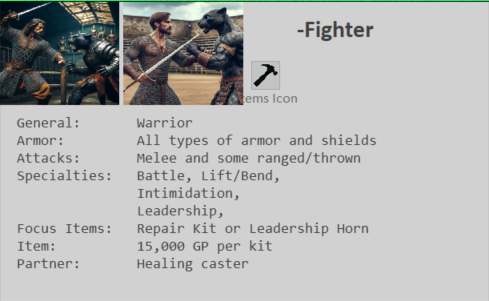 -Fighter
ems Icon
General: Warrior
Armor: All types of armor and shields
Attacks: Melee and some ranged/thrown
Specialties: Battle, Lift/Bend,
Intimidation,
Leadership,
Focus Items: Repair Kit or Leadership Horn
Item: 15,000 GP per kit
Partner: Healing caster